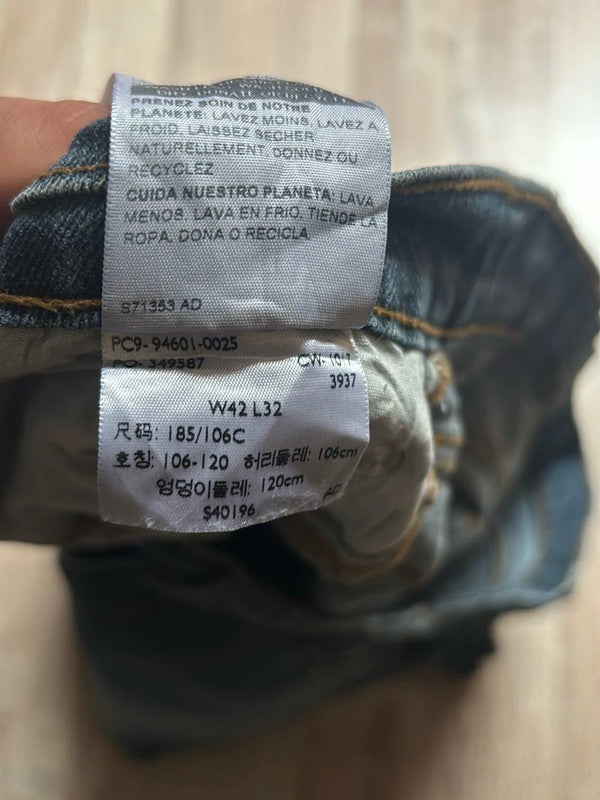 PRENEZ SOIN DE NOTRE
PLANETE: LAVEZ MOINS, LAVEZ A
FROID, LAISSEZ SECHER
NATURELLEMENT, DONNEZ OU
RECYCLEZ
CUIDA NUESTRO PLANETA: LAVA
MENOS, LAVA EN FRIO, TIENDE LA
ROPA, DONA O RECICLA
S71353 AD
PC9-94601-0025
PO- 349587 CW-
3937
W42 L32
尺码: 185/106C
호칭: 106-120 허리둘레: 106cm
엉덩이둘레: 120cm
S40196